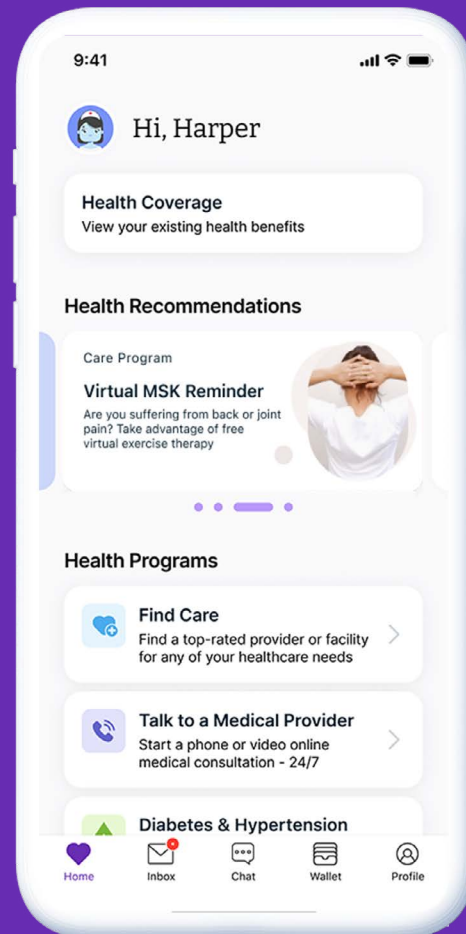 9:41
Hi, Harper
Health Coverage
View your existing health benefits
Health Recommendations
Care Program
Virtual MSK Reminder
Are you suffering from back or joint
pain? Take advantage of free
virtual exercise therapy
Health Programs
Find Care
Find a top-rated provider or facility
for any of your healthcare needs
Talk to a Medical Provider
Start a phone or video online
medical consultation - 24/7
Diabetes & Hypertension
Home
Inbox
Chat
Wallet
Profile